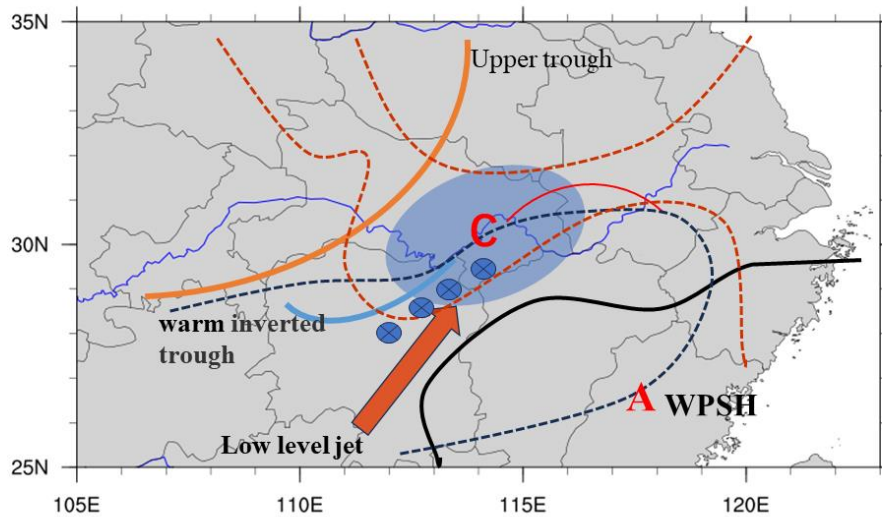 35N
Upper trough
C
30N
warm inverted
trough
A WPSH
Low level jet
25N
105E 110E 115E 120E